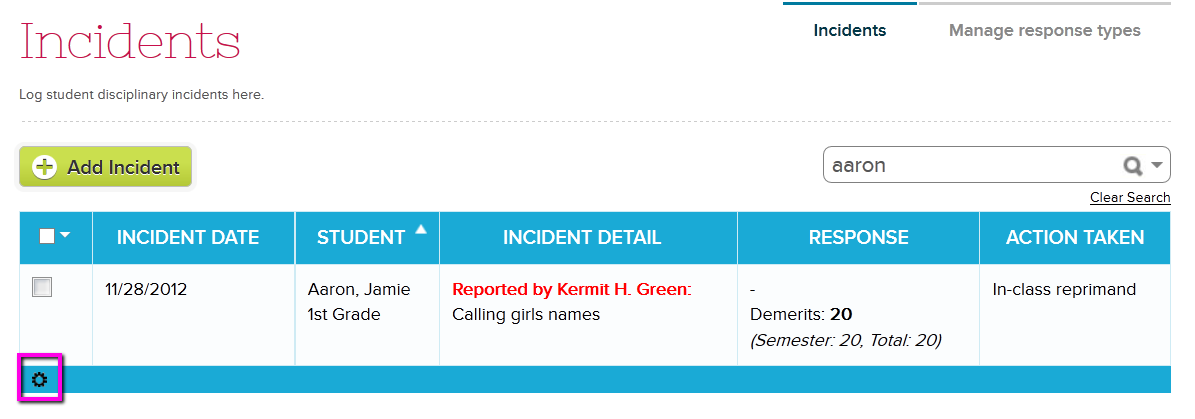 Incidents
Incidents Manage response types
Log student disciplinary incidents here.
Add Incident
aaron
Clear Search
INCIDENT DATE STUDENT INCIDENT DETAIL RESPONSE ACTION TAKEN
11/28/2012 Aaron, Jamie Reported by Kermit H. Green: - In-class reprimand
1st Grade Calling girls names Demerits: 20
(Semester: 20, Total: 20)